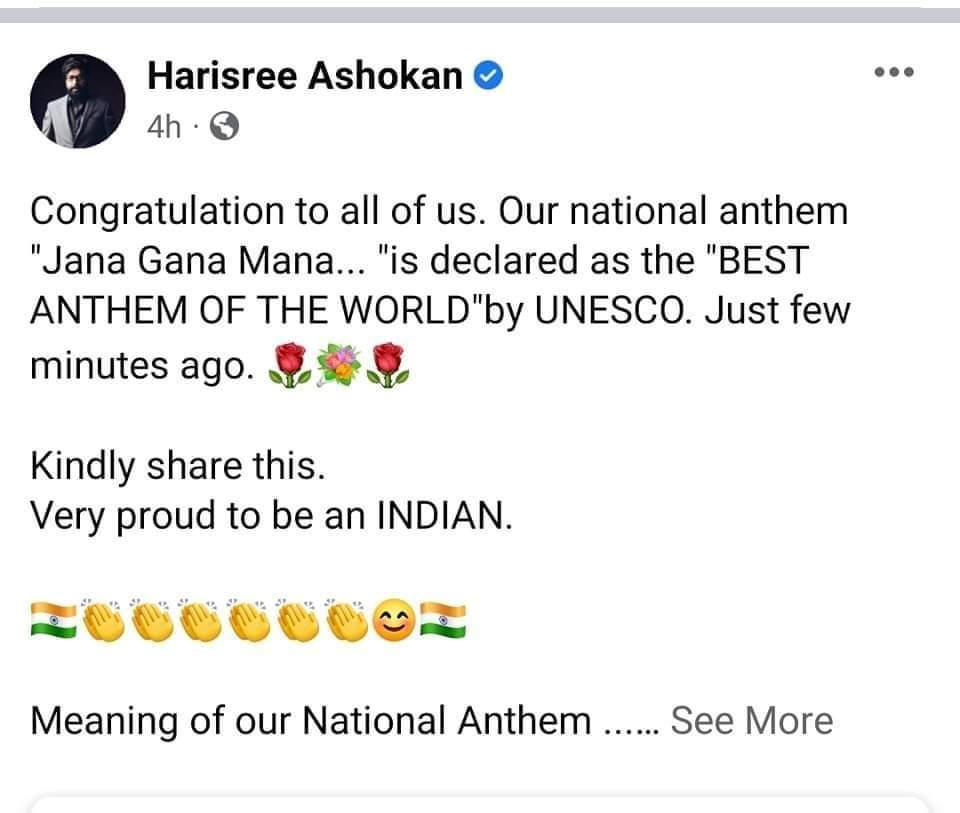 Harisree Ashokan
4h ·
Congratulation to all of us. Our national anthem
"Jana Gana Mana... "is declared as the "BEST
ANTHEM OF THE WORLD"by UNESCO. Just few
minutes ago. 🌹💐🌹
Kindly share this.
Very proud to be an INDIAN.
🇮🇳👏👏👏👏👏👏😊🇮🇳
Meaning of our National Anthem ...... See More